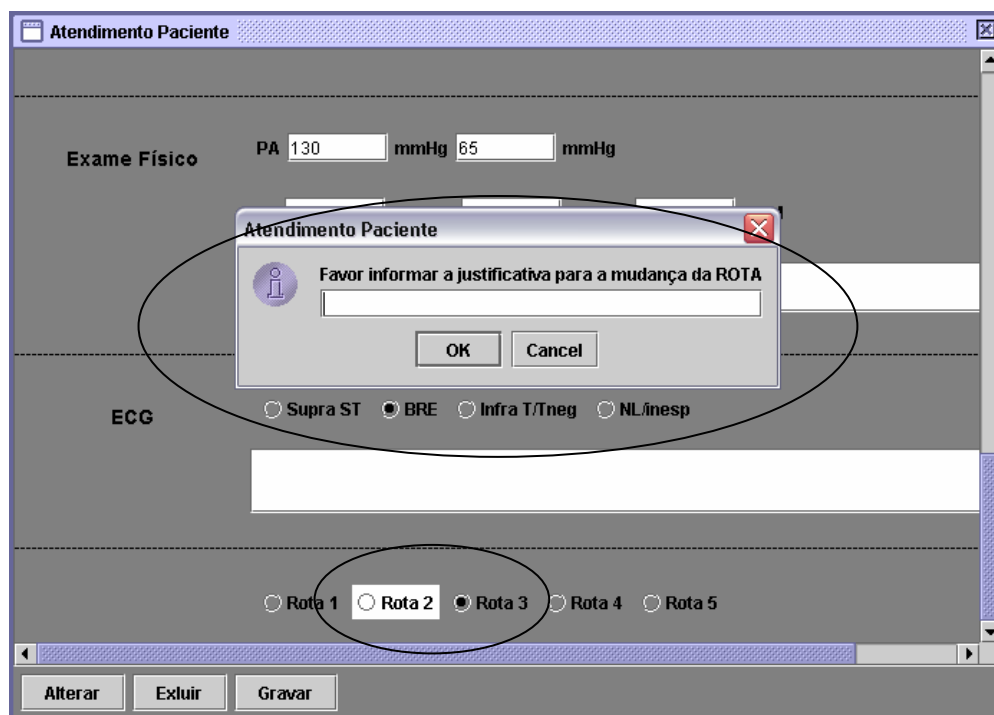 Atendimento Paciente
Exame Físico
PA 130 mmHg 65 mmHg
Atendimento Paciente
Favor informar a justificativa para a mudança da ROTA
OK Cancel
ECG
Supra ST BRE Infra T/Tneg NL/inesp
Rota 1 Rota 2 Rota 3 Rota 4 Rota 5
Alterar Exluir Gravar